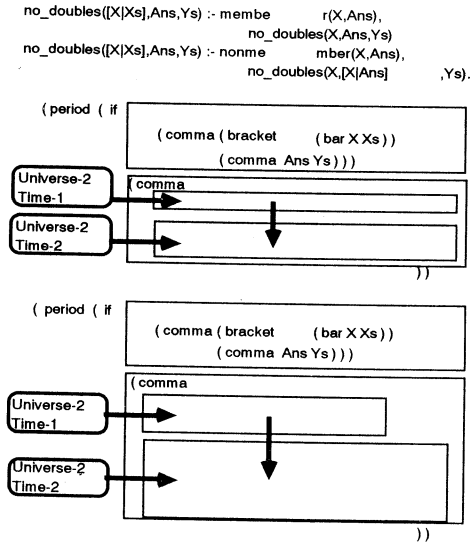 no_doubles([X|Xs],Ans,Ys) :- membe r(X,Ans),
no_doubles(X,Ans,Ys)
no_doubles([X|Xs],Ans,Ys) :- nonme mber(X,Ans),
no_doubles(X,[X|Ans] ,Ys).
( period ( if
( comma ( bracket ( bar X Xs ) )
( comma Ans Ys ) ) )
Universe-2
Time-1
( comma
Universe-2
Time-2
) )
( period ( if
( comma ( bracket ( bar X Xs ) )
( comma Ans Ys ) ) )
(comma
Universe-2
Time-1
Universe-2
Time-2
) )